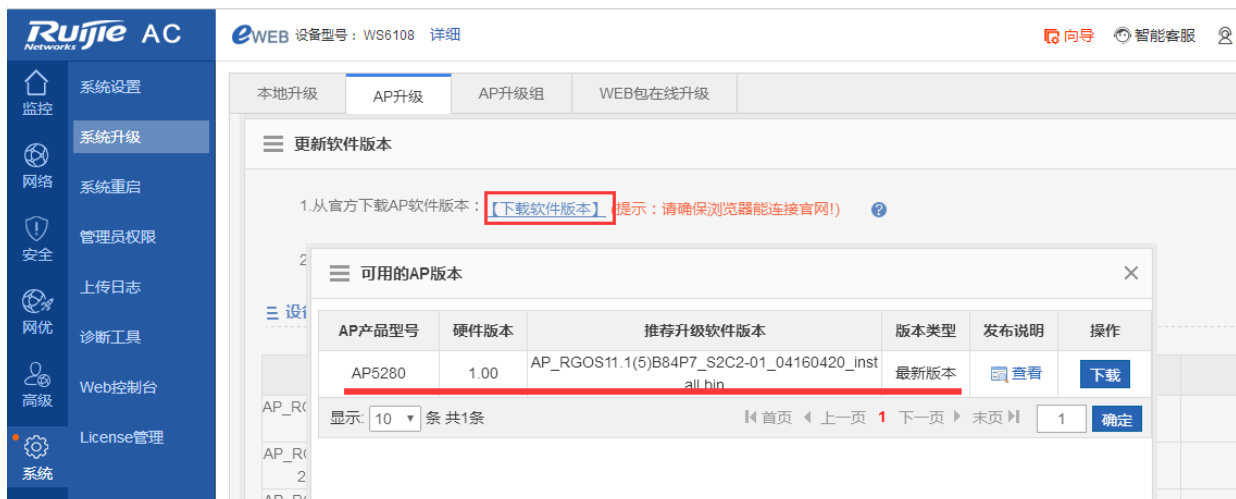 Ruijie AC
Networks
eWEB 设备型号：WS6108 详细
向导 智能客服
监控
网络
安全
网优
高级
系统
系统设置
系统升级
系统重启
管理员权限
上传日志
诊断工具
Web控制台
License管理
本地升级 AP升级 AP升级组 WEB包在线升级
更新软件版本
1.从官方下载AP软件版本：【下载软件版本】 提示：请确保浏览器能连接官网!)
2
设
可用的AP版本
AP产品型号 硬件版本 推荐升级软件版本 版本类型 发布说明 操作
AP5280 1.00 AP_RGOS11.1(5)B84P7_S2C2-01_04160420_inst
all.bin 最新版本 查看 下载
显示: 10 条 共1条 首页 上一页 1 下一页 末页 1 确定
AP_R
AP_R
2